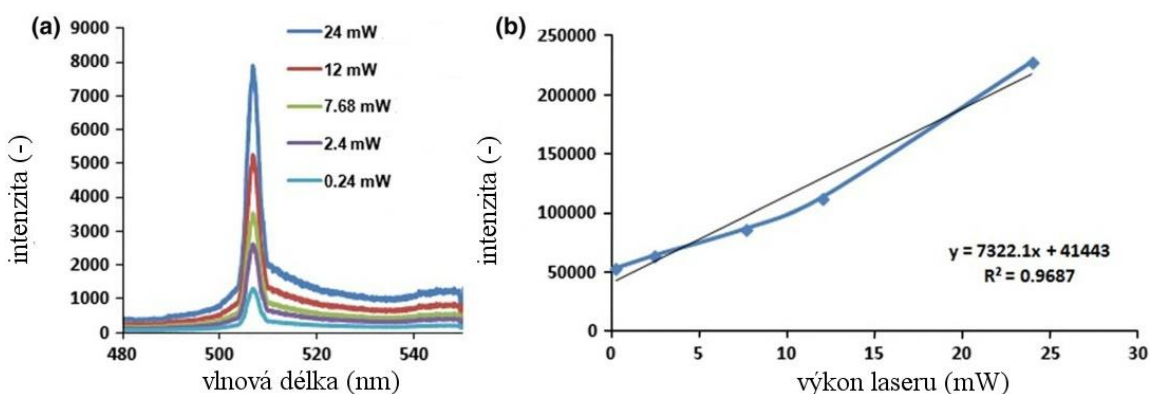 (a)
9000
8000
7000
6000
5000
4000
3000
2000
1000
0
intenzita (-)
24 mW
12 mW
7.68 mW
2.4 mW
0.24 mW
480
500
520
540
vlnová délka (nm)
(b)
250000
200000
150000
100000
50000
0
intenzita (-)
y = 7322.1x + 41443
R² = 0.9687
0
5
10
15
20
25
30
výkon laseru (mW)